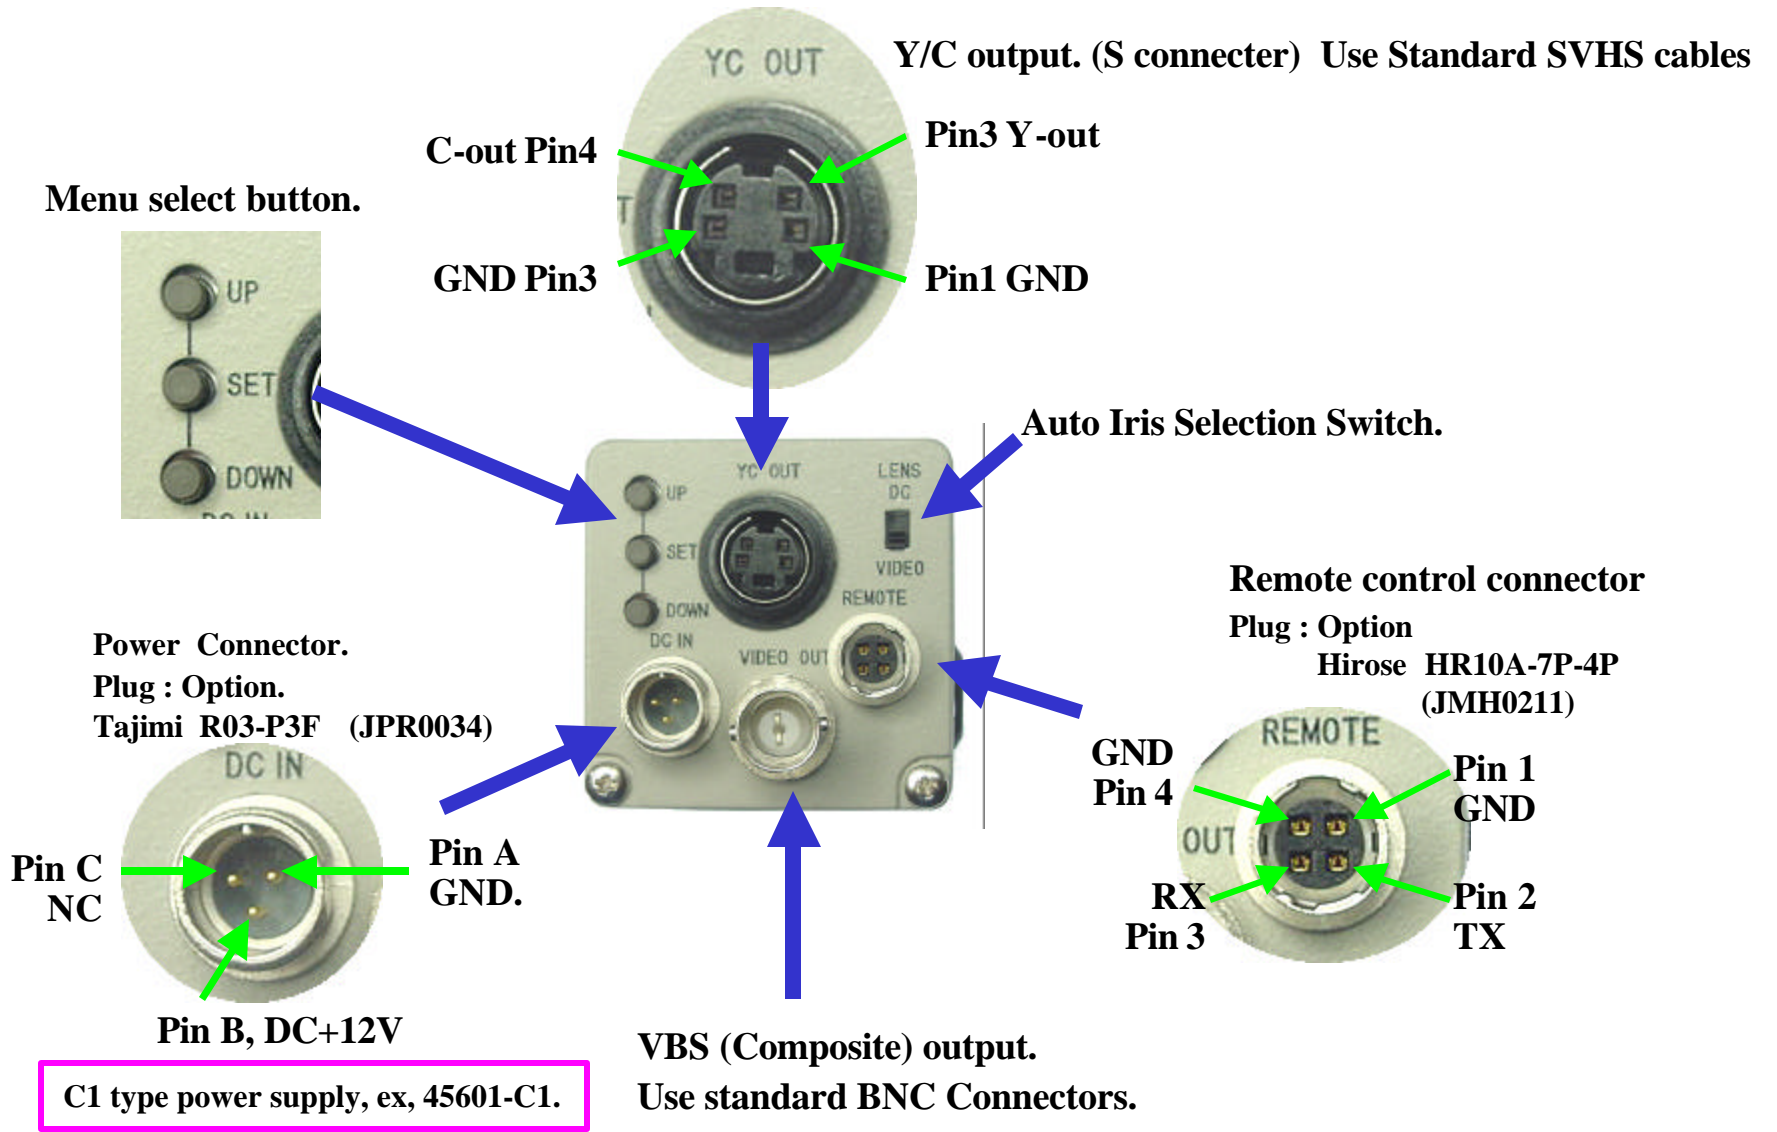 YC OUT
Y/C output. (S connecter)  Use Standard SVHS cables
C-out Pin4
Pin3 Y-out
GND Pin3
Pin1 GND
Menu select button.
UP
SET
DOWN
Auto Iris Selection Switch.
YC OUT
LENS
DC
UP
SET
VIDEO
DOWN
REMOTE
DC IN
VIDEO OUT
Remote control connector
Plug : Option
Hirose  HR10A-7P-4P
(JMH0211)
Power  Connector.
Plug : Option.
Tajimi  R03-P3F  (JPR0034)
DC IN
Pin C
NC
Pin A
GND.
Pin B, DC+12V
C1 type power supply, ex, 45601-C1.
REMOTE
OUT
GND
Pin 4
Pin 1
GND
RX
Pin 3
Pin 2
TX
VBS (Composite) output.
Use standard BNC Connectors.